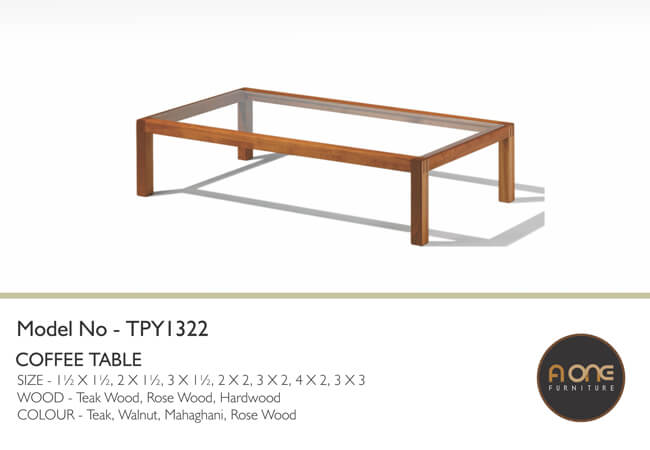 Model No - TPY1322
COFFEE TABLE
SIZE - 1½ X 1½, 2 X 1½, 3 X 1½, 2 X 2, 3 X 2, 4 X 2, 3 X 3
WOOD - Teak Wood, Rose Wood, Hardwood
COLOUR - Teak, Walnut, Mahaghani, Rose Wood
A ONE
FURNITURE